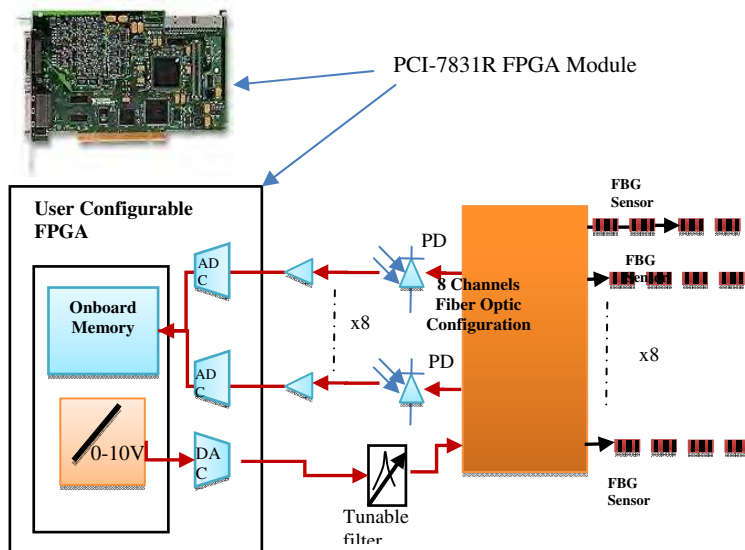 PCI-7831R FPGA Module
User Configurable
FPGA
FBG
Sensor
AD
C
PD
FBG
Sensor
Onboard
Memory
8 Channels
Fiber Optic
Configuration
x8
x8
AD
C
PD
0-10V
DA
C
FBG
Sensor
Tunable
filter